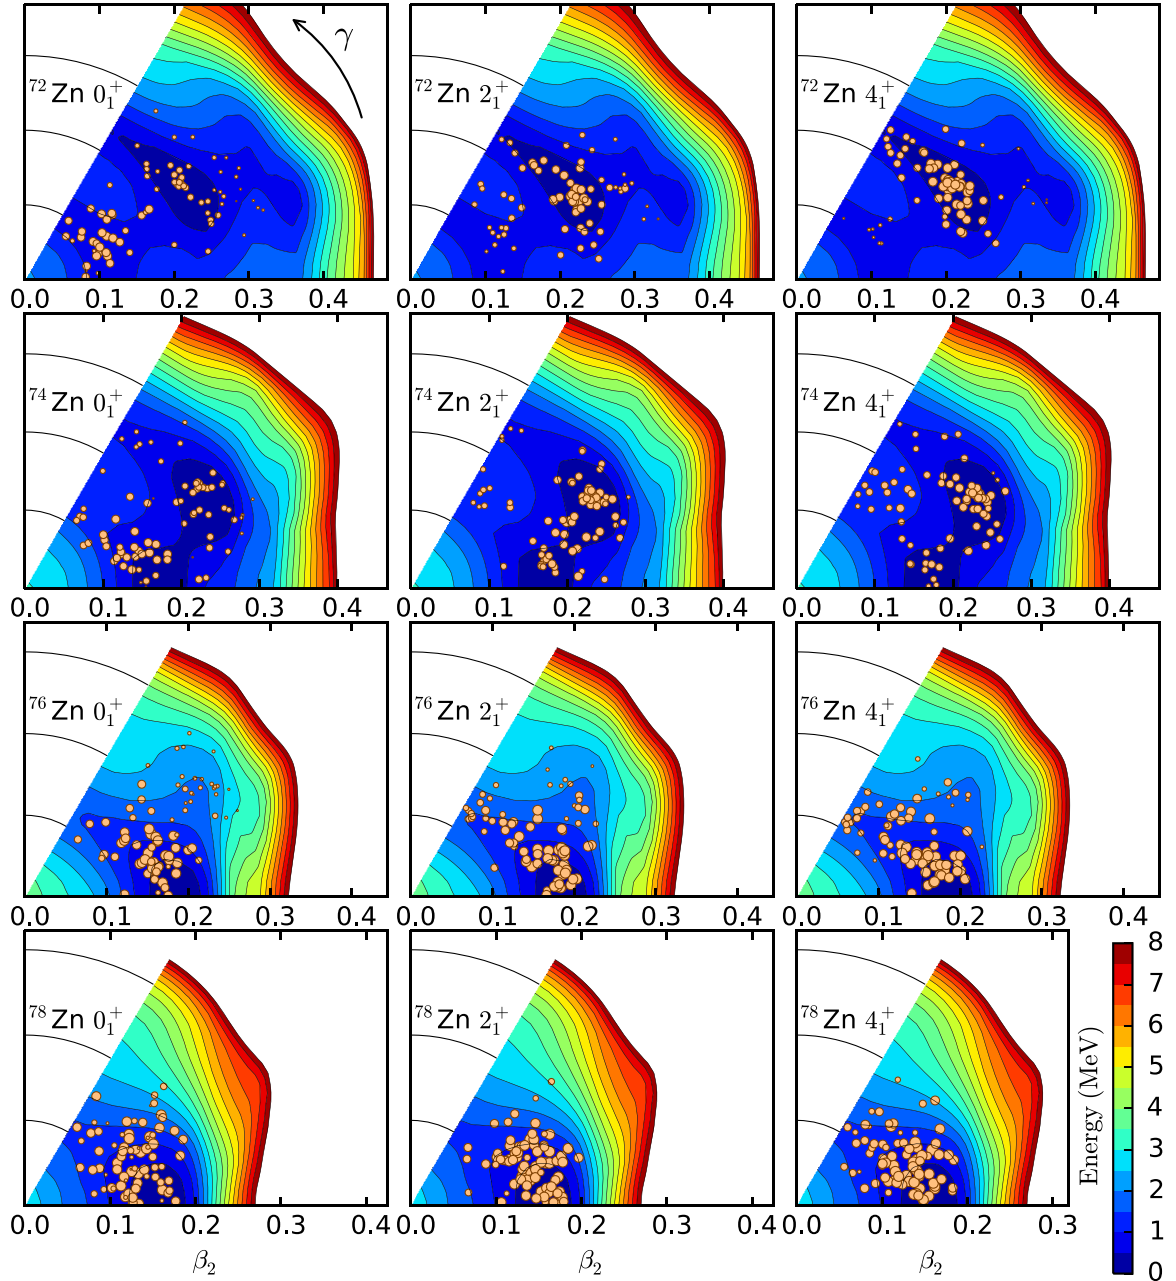 γ
⁷²Zn 0₁⁺
⁷²Zn 2₁⁺
⁷²Zn 4₁⁺
0.0 0.1 0.2 0.3 0.4
0.0 0.1 0.2 0.3 0.4
0.0 0.1 0.2 0.3 0.4
⁷⁴Zn 0₁⁺
⁷⁴Zn 2₁⁺
⁷⁴Zn 4₁⁺
0.0 0.1 0.2 0.3 0.4
0.0 0.1 0.2 0.3 0.4
0.0 0.1 0.2 0.3 0.4
⁷⁶Zn 0₁⁺
⁷⁶Zn 2₁⁺
⁷⁶Zn 4₁⁺
0.0 0.1 0.2 0.3 0.4
0.0 0.1 0.2 0.3 0.4
0.0 0.1 0.2 0.3 0.4
⁷⁸Zn 0₁⁺
⁷⁸Zn 2₁⁺
⁷⁸Zn 4₁⁺
0.0 0.1 0.2 0.3 0.4
0.0 0.1 0.2 0.3 0.4
0.0 0.1 0.2 0.3
β₂
β₂
β₂
Energy (MeV)
8
7
6
5
4
3
2
1
0